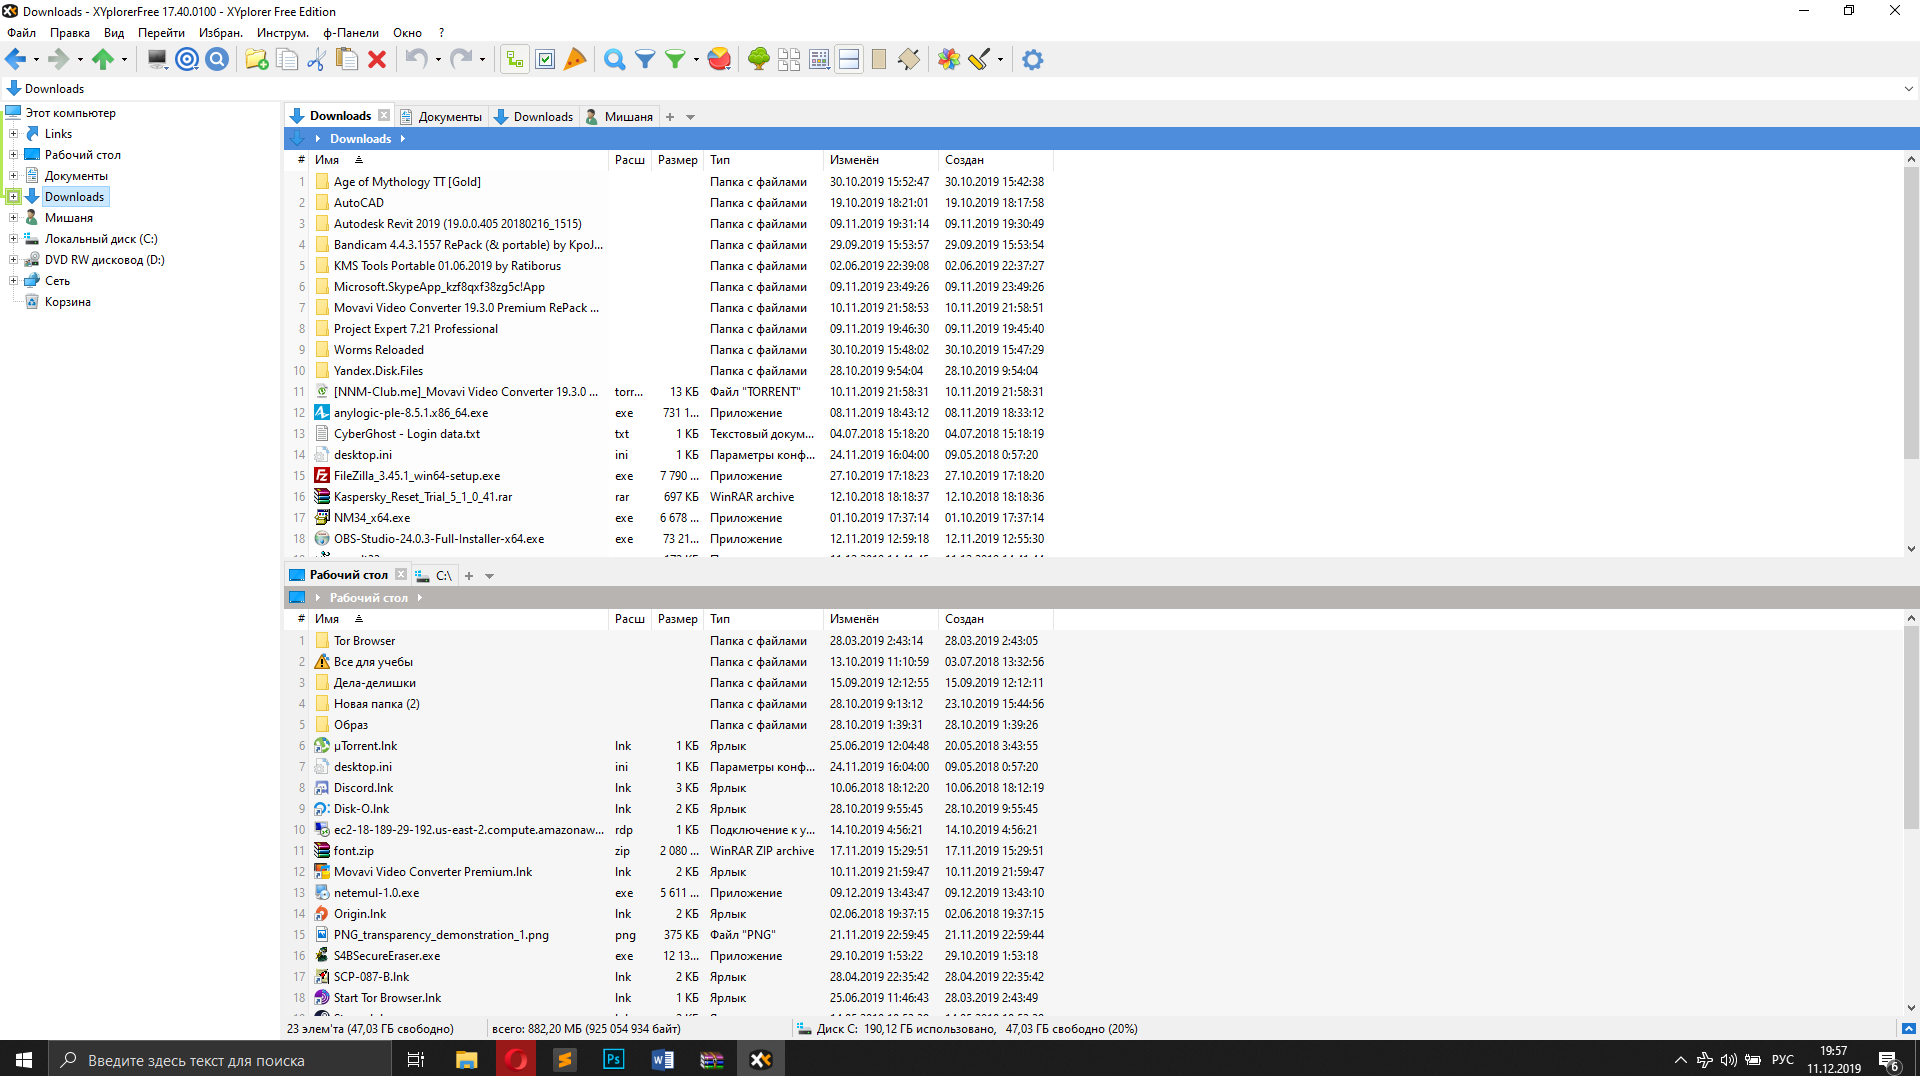 Downloads - XYplorerFree 17.40.0100 - XYplorer Free Edition
Файл Правка Вид Перейти Избран. Инструм. ф-Панели Окно ?
Downloads
Этот компьютер
Links
Рабочий стол
Документы
Downloads
Мишаня
Локальный диск (C:)
DVD RW дисковод (D:)
Сеть
Корзина
Downloads Документы Downloads Мишаня
Downloads
# Имя Расш Размер Тип Изменён Создан
1 Age of Mythology TT [Gold] Папка с файлами 30.10.2019 15:52:47 30.10.2019 15:42:38
2 AutoCAD Папка с файлами 19.10.2019 18:21:01 19.10.2019 18:17:58
3 Autodesk Revit 2019 (19.0.0.405 20180216_1515) Папка с файлами 09.11.2019 19:31:14 09.11.2019 19:30:49
4 Bandicam 4.4.3.1557 RePack (& portable) by KpoJ... Папка с файлами 29.09.2019 15:53:57 29.09.2019 15:53:54
5 KMS Tools Portable 01.06.2019 by Ratiborus Папка с файлами 02.06.2019 22:39:08 02.06.2019 22:37:27
6 Microsoft.SkypeApp_kzf8qxf38zg5c!App Папка с файлами 09.11.2019 23:49:26 09.11.2019 23:49:26
7 Movavi Video Converter 19.3.0 Premium RePack ... Папка с файлами 10.11.2019 21:58:53 10.11.2019 21:58:51
8 Project Expert 7.21 Professional Папка с файлами 09.11.2019 19:46:30 09.11.2019 19:45:40
9 Worms Reloaded Папка с файлами 30.10.2019 15:48:02 30.10.2019 15:47:29
10 Yandex.Disk.Files Папка с файлами 28.10.2019 9:54:04 28.10.2019 9:54:04
11 [NNM-Club.me]_Movavi Video Converter 19.3.0 ... torr... 13 КБ Файл "TORRENT" 10.11.2019 21:58:31 10.11.2019 21:58:31
12 anylogic-ple-8.5.1.x86_64.exe exe 731 1... Приложение 08.11.2019 18:43:12 08.11.2019 18:33:12
13 CyberGhost - Login data.txt txt 1 КБ Текстовый докум... 04.07.2018 15:18:20 04.07.2018 15:18:19
14 desktop.ini ini 1 КБ Параметры конф... 24.11.2019 16:04:00 09.05.2018 0:57:20
15 FileZilla_3.45.1_win64-setup.exe exe 7 790 ... Приложение 27.10.2019 17:18:23 27.10.2019 17:18:20
16 Kaspersky_Reset_Trial_5_1_0_41.rar rar 697 КБ WinRAR archive 12.10.2018 18:18:37 12.10.2018 18:18:36
17 NM34_x64.exe exe 6 678 ... Приложение 01.10.2019 17:37:14 01.10.2019 17:37:14
18 OBS-Studio-24.0.3-Full-Installer-x64.exe exe 73 21... Приложение 12.11.2019 12:59:18 12.11.2019 12:55:30
Рабочий стол C:\
Рабочий стол
# Имя Расш Размер Тип Изменён Создан
1 Tor Browser Папка с файлами 28.03.2019 2:43:14 28.03.2019 2:43:05
2 Все для учебы Папка с файлами 13.10.2019 11:10:59 03.07.2018 13:32:56
3 Дела-делишки Папка с файлами 15.09.2019 12:12:55 15.09.2019 12:12:11
4 Новая папка (2) Папка с файлами 28.10.2019 9:13:12 23.10.2019 15:44:56
5 Образ Папка с файлами 28.10.2019 1:39:31 28.10.2019 1:39:26
6 µTorrent.lnk lnk 1 КБ Ярлык 25.06.2019 12:04:48 20.05.2018 3:43:55
7 desktop.ini ini 1 КБ Параметры конф... 24.11.2019 16:04:00 09.05.2018 0:57:20
8 Discord.lnk lnk 3 КБ Ярлык 10.06.2018 18:12:20 10.06.2018 18:12:19
9 Disk-O.lnk lnk 2 КБ Ярлык 28.10.2019 9:55:45 28.10.2019 9:55:45
10 ec2-18-189-29-192.us-east-2.compute.amazonaw... rdp 1 КБ Подключение к у... 14.10.2019 4:56:21 14.10.2019 4:56:21
11 font.zip zip 2 080 ... WinRAR ZIP archive 17.11.2019 15:29:51 17.11.2019 15:29:51
12 Movavi Video Converter Premium.lnk lnk 2 КБ Ярлык 10.11.2019 21:59:47 10.11.2019 21:59:47
13 netemul-1.0.exe exe 5 611 ... Приложение 09.12.2019 13:43:47 09.12.2019 13:43:10
14 Origin.lnk lnk 2 КБ Ярлык 02.06.2018 19:37:15 02.06.2018 19:37:15
15 PNG_transparency_demonstration_1.png png 375 КБ Файл "PNG" 21.11.2019 22:59:45 21.11.2019 22:59:44
16 S4BSecureEraser.exe exe 12 13... Приложение 29.10.2019 1:53:22 29.10.2019 1:53:18
17 SCP-087-B.lnk lnk 2 КБ Ярлык 28.04.2019 22:35:42 28.04.2019 22:35:42
18 Start Tor Browser.lnk lnk 1 КБ Ярлык 25.06.2019 11:46:43 28.03.2019 2:43:49
23 элем'та (47,03 ГБ свободно) всего: 882,20 МБ (925 054 934 байт) Диск C: 190,12 ГБ использовано, 47,03 ГБ свободно (20%)
Введите здесь текст для поиска
Ps
РУС
19:57
11.12.2019
6